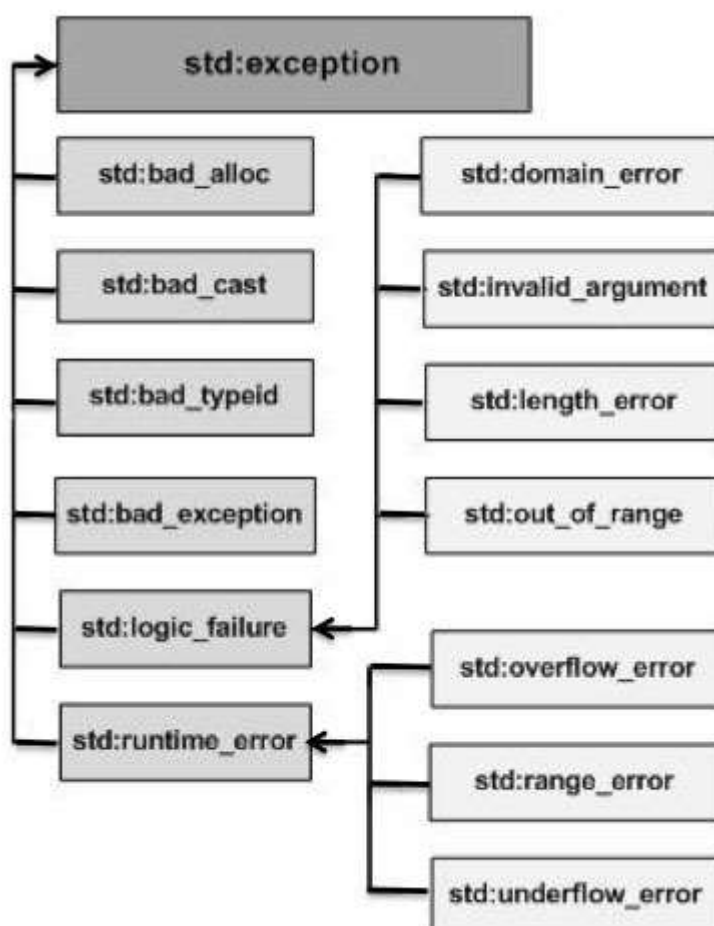 std:exception
std:bad_alloc
std:bad_cast
std:bad_typeid
std:bad_exception
std:logic_failure
std:runtime_error
std:domain_error
std:invalid_argument
std:length_error
std:out_of_range
std:overflow_error
std:range_error
std:underflow_error